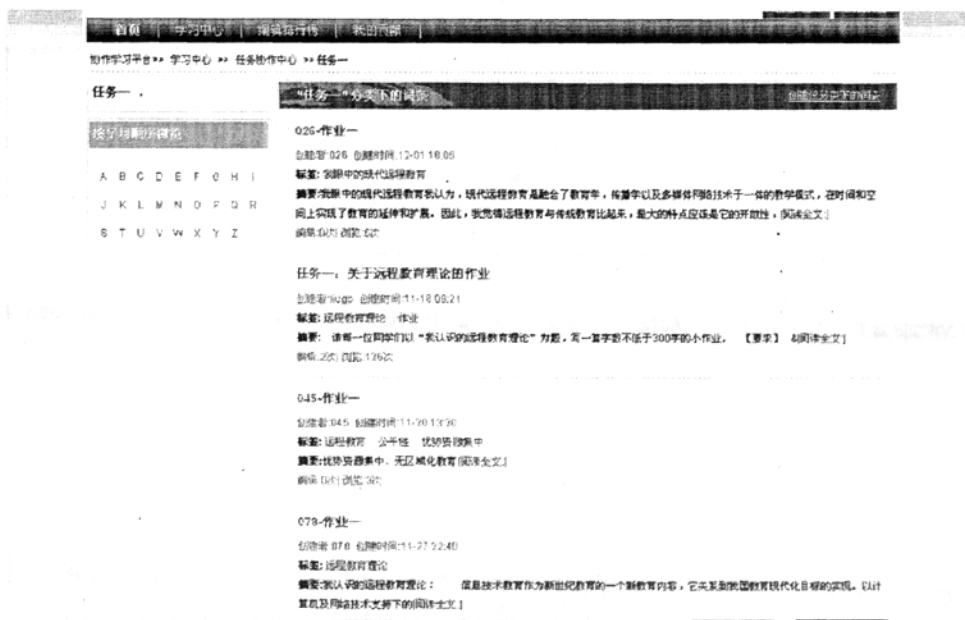 首页 | 学习中心 | 编辑排行榜 | 我的贡献 |
协作学习平台>> 学习中心 >> 任务协作中心 >> 任务一
任务一
"任务一"分类下的词条
创建该分类下的词条
按字母顺序浏览
A B C D E F G H I
J K L M N O P Q R
S T U V W X Y Z
026-作业一
创建者:026 创建时间:12-01 18:05
标签: 我眼中的现代远程教育
摘要:我眼中的现代远程教育我认为，现代远程教育是融合了教育学，传播学以及多媒体网络技术于一体的教学模式，在时间和空
间上实现了教育的延伸和扩展。因此，我觉得远程教育与传统教育比起来，最大的特点应该是它的开放性，[阅读全文:]
编辑:0次| 浏览:6次
任务一：关于远程教育理论的作业
创建者: 创建时间:11-18 08:21
标签: 远程教育理论 作业
摘要: 请每一位同学们以“我认识的远程教育理论”为题，写一篇字数不低于300字的小作业。 【要求】 &[阅读全文:]
编辑:2次| 浏览:1262次
045-作业一
创建者:045 创建时间:11-20 13:20
标签: 远程教育 公平性 优势资源集中
摘要:优势资源集中、无区域化教育[阅读全文:]
编辑:0次| 浏览:3次
078-作业一
创建者:078 创建时间:11-27 22:40
标签: 远程教育理论
摘要:我认识的远程教育理论： 信息技术教育作为新世纪教育的一个新教育内容，它关系到我国教育现代化目标的实现。以计
算机及网络技术支持下的[阅读全文:]